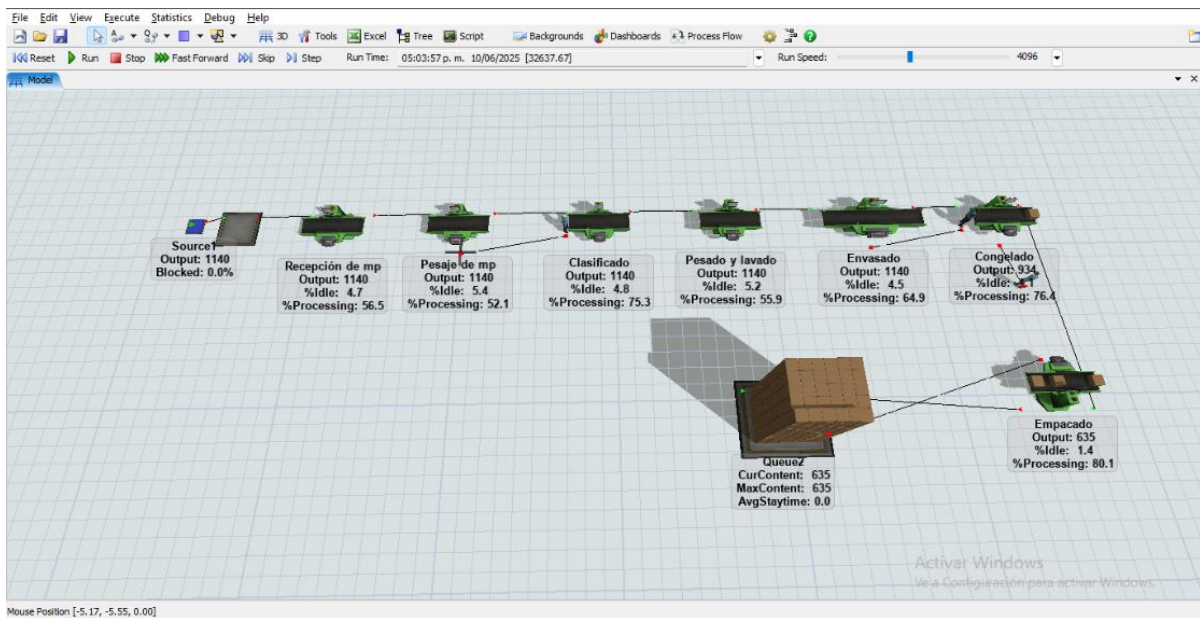 File Edit View Execute Statistics Debug Help
3D Tools Excel Tree Script Backgrounds Dashboards Process Flow
Reset Run Stop Fast Forward Skip Step Run Time: 05:03:57 p. m. 10/06/2025 [32637.67] Run Speed: 4096
Model
Source1
Output: 1140
Blocked: 0.0%
Recepción de mp
Output: 1140
%Idle: 4.7
%Processing: 56.5
Pesaje de mp
Output: 1140
%Idle: 5.4
%Processing: 52.1
Clasificado
Output: 1140
%Idle: 4.8
%Processing: 75.3
Pesado y lavado
Output: 1140
%Idle: 5.2
%Processing: 55.9
Envasado
Output: 1140
%Idle: 4.5
%Processing: 64.9
Congelado
Output: 934
%Idle:
%Processing: 76.4
Empacado
Output: 635
%Idle: 1.4
%Processing: 80.1
Queue2
CurContent: 635
MaxContent: 635
AvgStaytime: 0.0
Activar Windows
Ve a Configuración para activar Windows.
Mouse Position [-5.17, -5.55, 0.00]